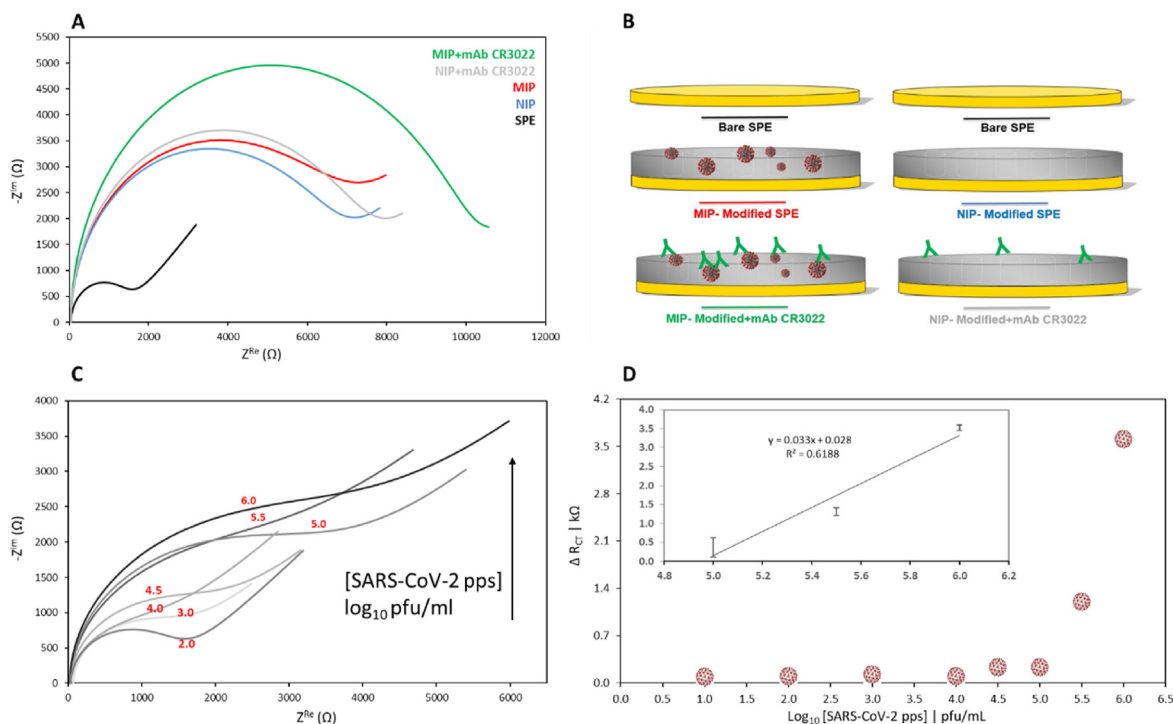 A
-Z^Im (Ω)
5500
5000
4500
4000
3500
3000
2500
2000
1500
1000
500
0
MIP+mAb CR3022
NIP+mAb CR3022
MIP
NIP
SPE
0 2000 4000 6000 8000 10000 12000
Z^Re (Ω)
B
Bare SPE Bare SPE
MIP- Modified SPE NIP- Modified SPE
MIP- Modified+mAb CR3022 NIP- Modified+mAb CR3022
C
-Z^Im (Ω)
4000
3500
3000
2500
2000
1500
1000
500
0
6.0
5.5
5.0
4.5
4.0
3.0
2.0
[SARS-CoV-2 pps]
log₁₀ pfu/ml
0 1000 2000 3000 4000 5000 6000
Z^Re (Ω)
D
Δ R_CT | kΩ
4.2
3.5
2.8
2.1
1.4
0.7
0.0
4.0
3.5
3.0
2.5
2.0
1.5
1.0
0.5
0.0
y = 0.033x + 0.028
R² = 0.6188
4.8 5.0 5.2 5.4 5.6 5.8 6.0 6.2
0.0 0.5 1.0 1.5 2.0 2.5 3.0 3.5 4.0 4.5 5.0 5.5 6.0 6.5
Log₁₀ [SARS-CoV-2 pps] | pfu/mL